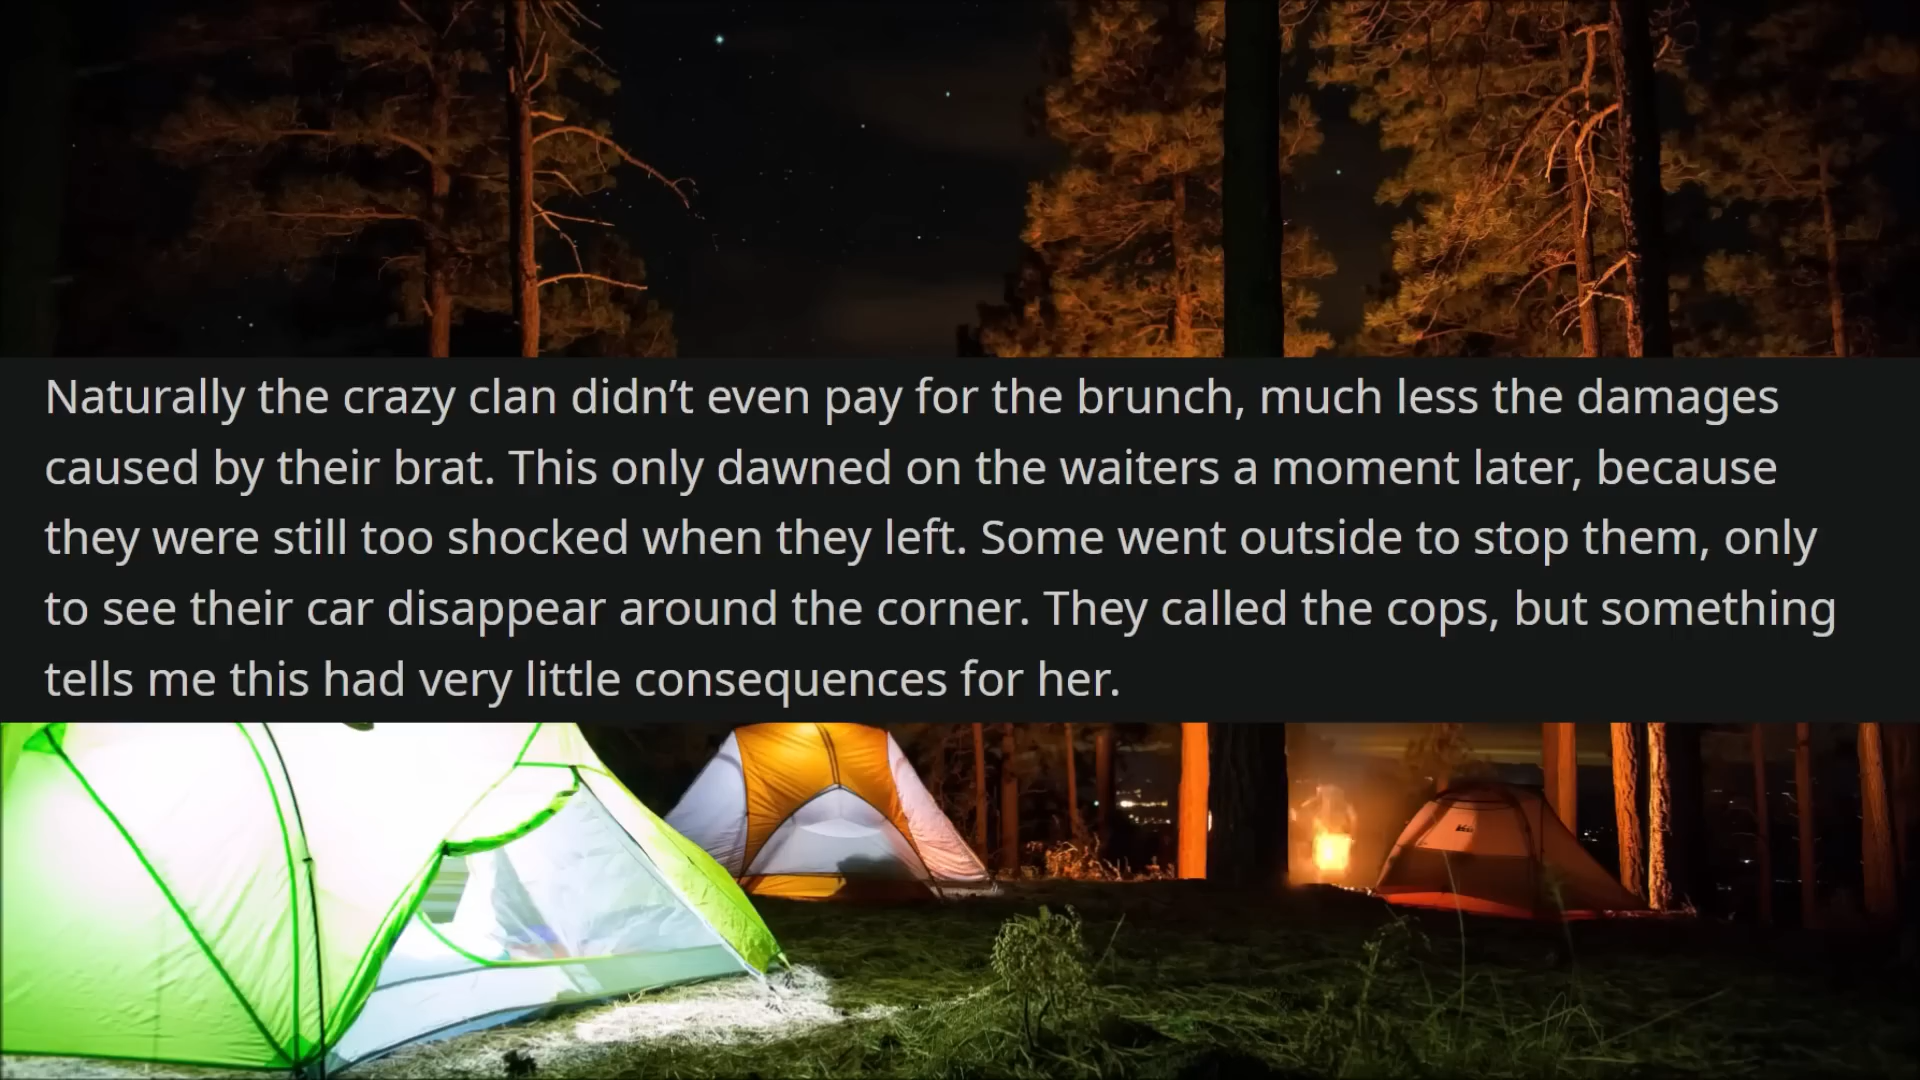 Naturally the crazy clan didn’t even pay for the brunch, much less the damages
caused by their brat. This only dawned on the waiters a moment later, because
they were still too shocked when they left. Some went outside to stop them, only
to see their car disappear around the corner. They called the cops, but something
tells me this had very little consequences for her.